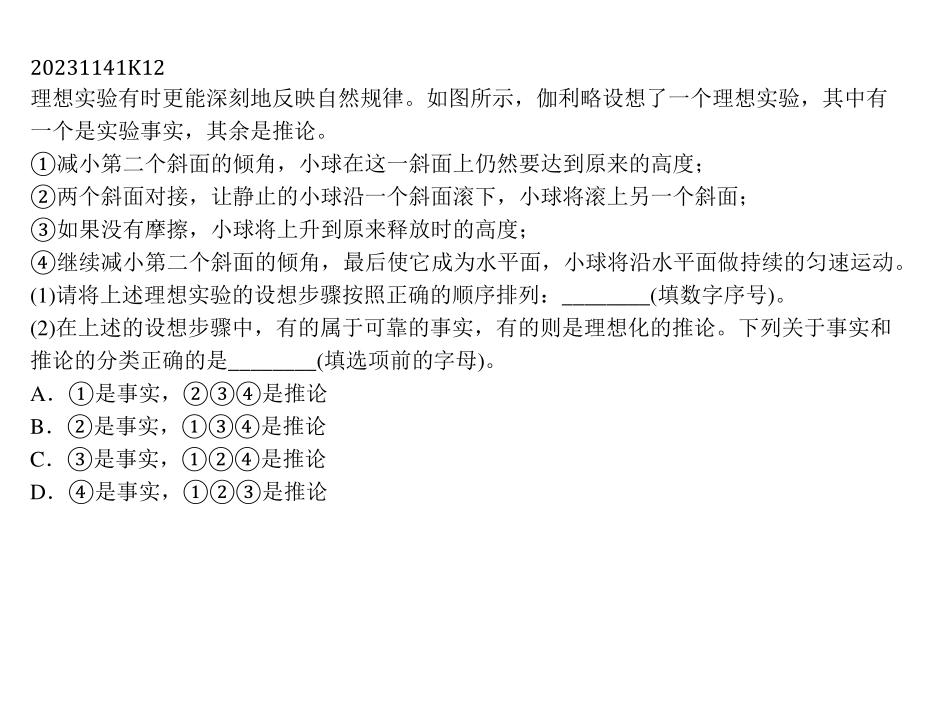 20231141K12
理想实验有时更能深刻地反映自然规律。如图所示，伽利略设想了一个理想实验，其中有
一个是实验事实，其余是推论。
①减小第二个斜面的倾角，小球在这一斜面上仍然要达到原来的高度；
②两个斜面对接，让静止的小球沿一个斜面滚下，小球将滚上另一个斜面；
③如果没有摩擦，小球将上升到原来释放时的高度；
④继续减小第二个斜面的倾角，最后使它成为水平面，小球将沿水平面做持续的匀速运动。
(1)请将上述理想实验的设想步骤按照正确的顺序排列：________(填数字序号)。
(2)在上述的设想步骤中，有的属于可靠的事实，有的则是理想化的推论。下列关于事实和
推论的分类正确的是________(填选项前的字母)。
A．①是事实，②③④是推论
B．②是事实，①③④是推论
C．③是事实，①②④是推论
D．④是事实，①②③是推论